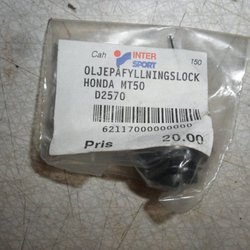 Cah INTER SPORT T50
OLJEPÅFYLLNINGSLOCK
HONDA MT50
D2570
62117000000000
Pris 20.00